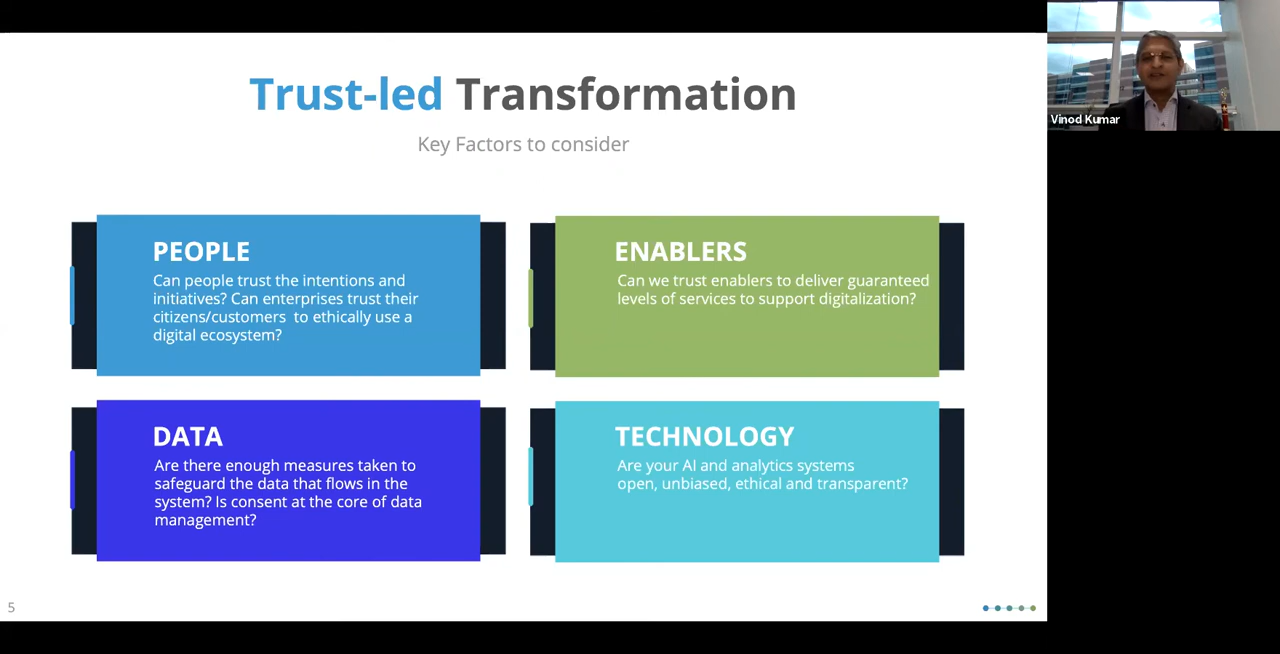 Trust-led Transformation
Key Factors to consider
PEOPLE
Can people trust the intentions and
initiatives? Can enterprises trust their
citizens/customers  to ethically use a
digital ecosystem?
ENABLERS
Can we trust enablers to deliver guaranteed
levels of services to support digitalization?
DATA
Are there enough measures taken to
safeguard the data that flows in the
system? Is consent at the core of data
management?
TECHNOLOGY
Are your AI and analytics systems
open, unbiased, ethical and transparent?
5
Vinod Kumar